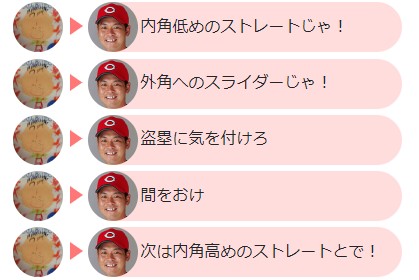 内角低めのストレートじゃ!
外角へのスライダーじゃ!
盗塁に気を付けろ
間をおけ
次は内角高めのストレートとで!